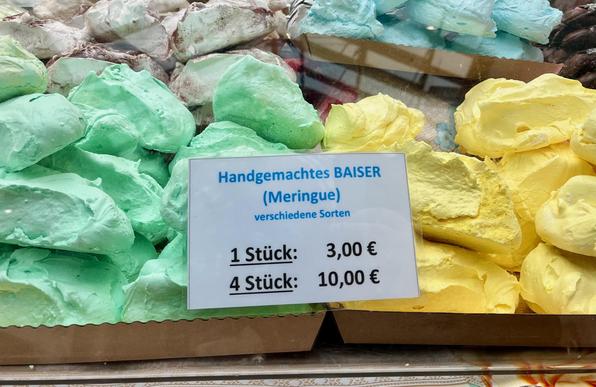 Handgemachtes BAISER
(Meringue)
verschiedene Sorten
1 Stück: 3,00 €
4 Stück: 10,00 €